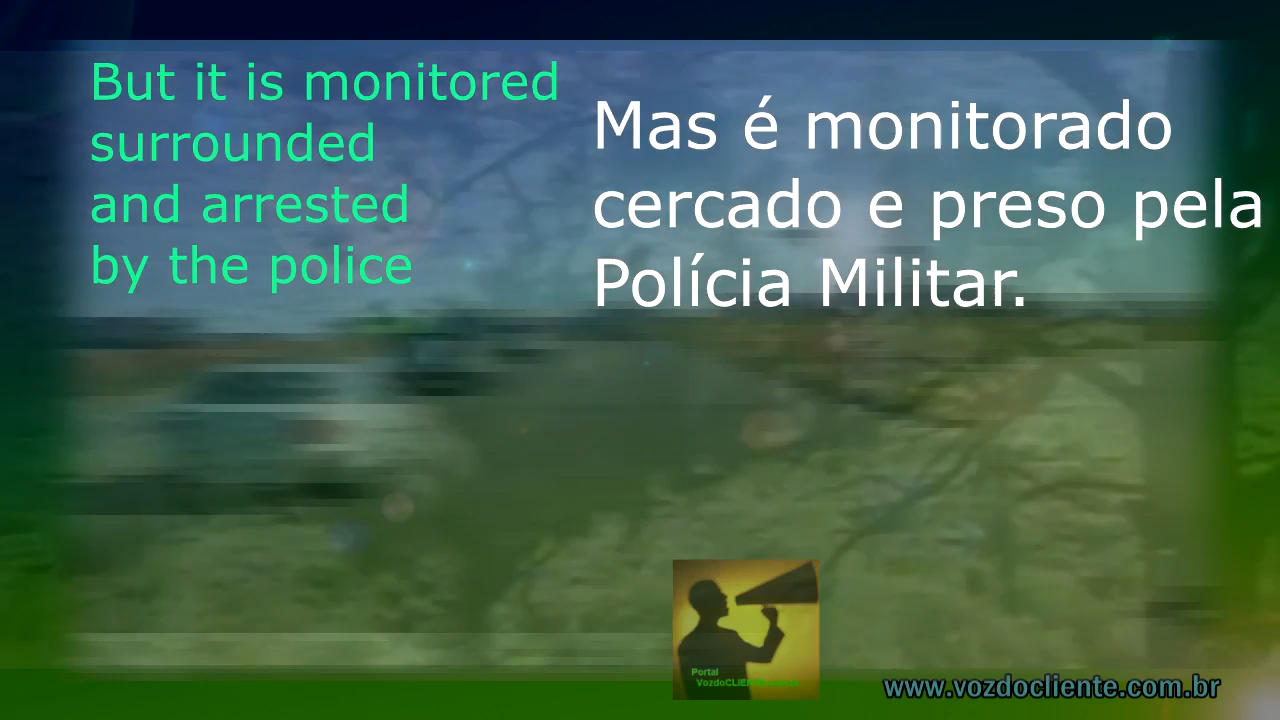 But it is monitored
surrounded
and arrested
by the police
Mas é monitorado
cercado e preso pela
Polícia Militar.
Portal
www.vozdocliente.com.br